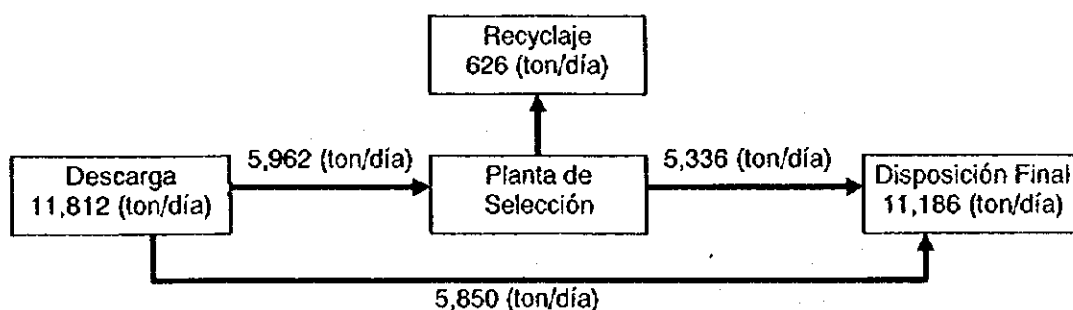 Recyclaje
626 (ton/día)
5,962 (ton/día)
5,336 (ton/día)
Descarga
11,812 (ton/día)
Planta de
Selección
Disposición Final
11,186 (ton/día)
5,850 (ton/día)